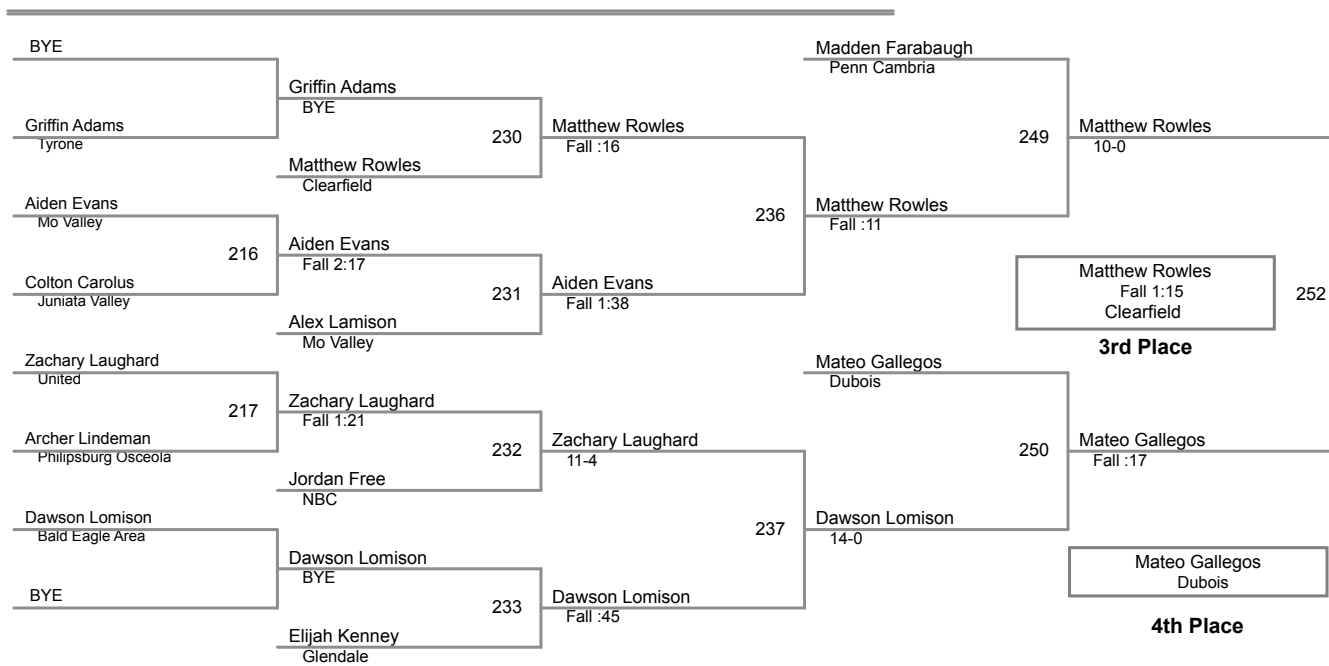 BYE
Griffin Adams
Tyrone
Aiden Evans
Mo Valley
Colton Carolus
Juniata Valley
Zachary Laughard
United
Archer Lindeman
Philipsburg Osceola
Dawson Lomison
Bald Eagle Area
BYE
Griffin Adams
BYE
230
Matthew Rowles
Clearfield
216
Aiden Evans
Fall 2:17
231
Alex Lamison
Mo Valley
217
Zachary Laughard
Fall 1:21
232
Jordan Free
NBC
Dawson Lomison
BYE
233
Elijah Kenney
Glendale
Matthew Rowles
Fall :16
236
Aiden Evans
Fall 1:38
Zachary Laughard
11-4
237
Dawson Lomison
Fall :45
Madden Farabaugh
Penn Cambria
249
Matthew Rowles
Fall :11
Mateo Gallegos
Dubois
250
Dawson Lomison
14-0
Matthew Rowles
10-0
Matthew Rowles
Fall 1:15
Clearfield
252
3rd Place
Mateo Gallegos
Fall :17
Mateo Gallegos
Dubois
4th Place